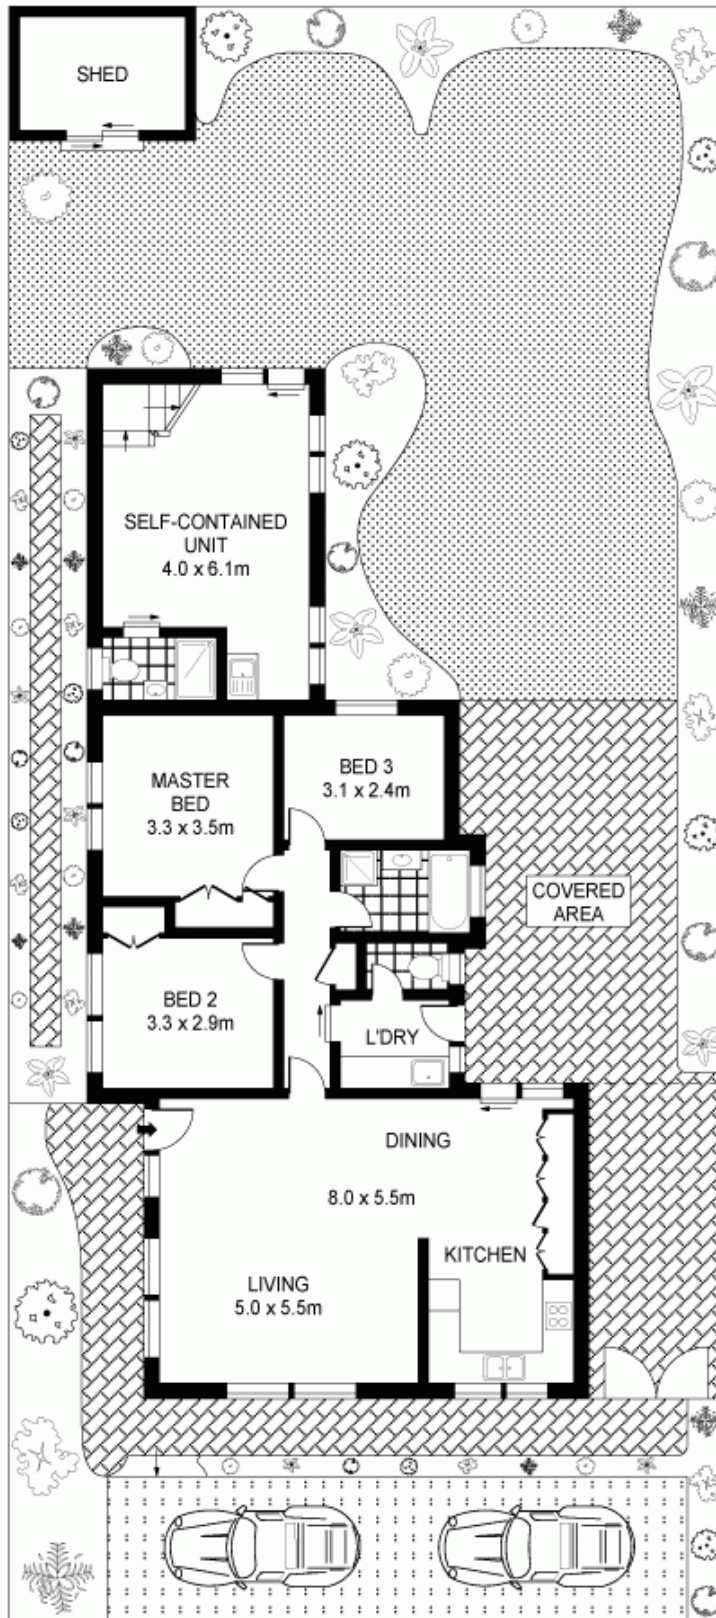 SHED
SELF-CONTAINED
UNIT
4.0 x 6.1m
MASTER
BED
3.3 x 3.5m
BED 3
3.1 x 2.4m
COVERED
AREA
BED 2
3.3 x 2.9m
L'DRY
DINING
8.0 x 5.5m
KITCHEN
LIVING
5.0 x 5.5m